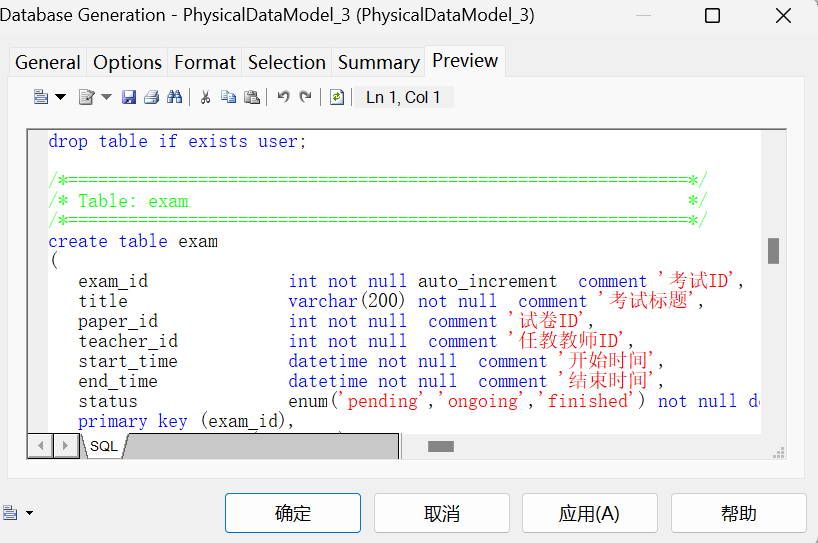 Database Generation - PhysicalDataModel_3 (PhysicalDataModel_3)
General Options Format Selection Summary Preview
Ln 1, Col 1
drop table if exists user;
/*==============================================================*/
/* Table: exam                                                  */
/*==============================================================*/
create table exam
(
   exam_id              int not null auto_increment  comment '考试ID',
   title                varchar(200) not null  comment '考试标题',
   paper_id             int not null  comment '试卷ID',
   teacher_id           int not null  comment '任教教师ID',
   start_time           datetime not null  comment '开始时间',
   end_time             datetime not null  comment '结束时间',
   status               enum('pending','ongoing','finished') not null
   primary key (exam_id),
SQL
确定 取消 应用(A) 帮助